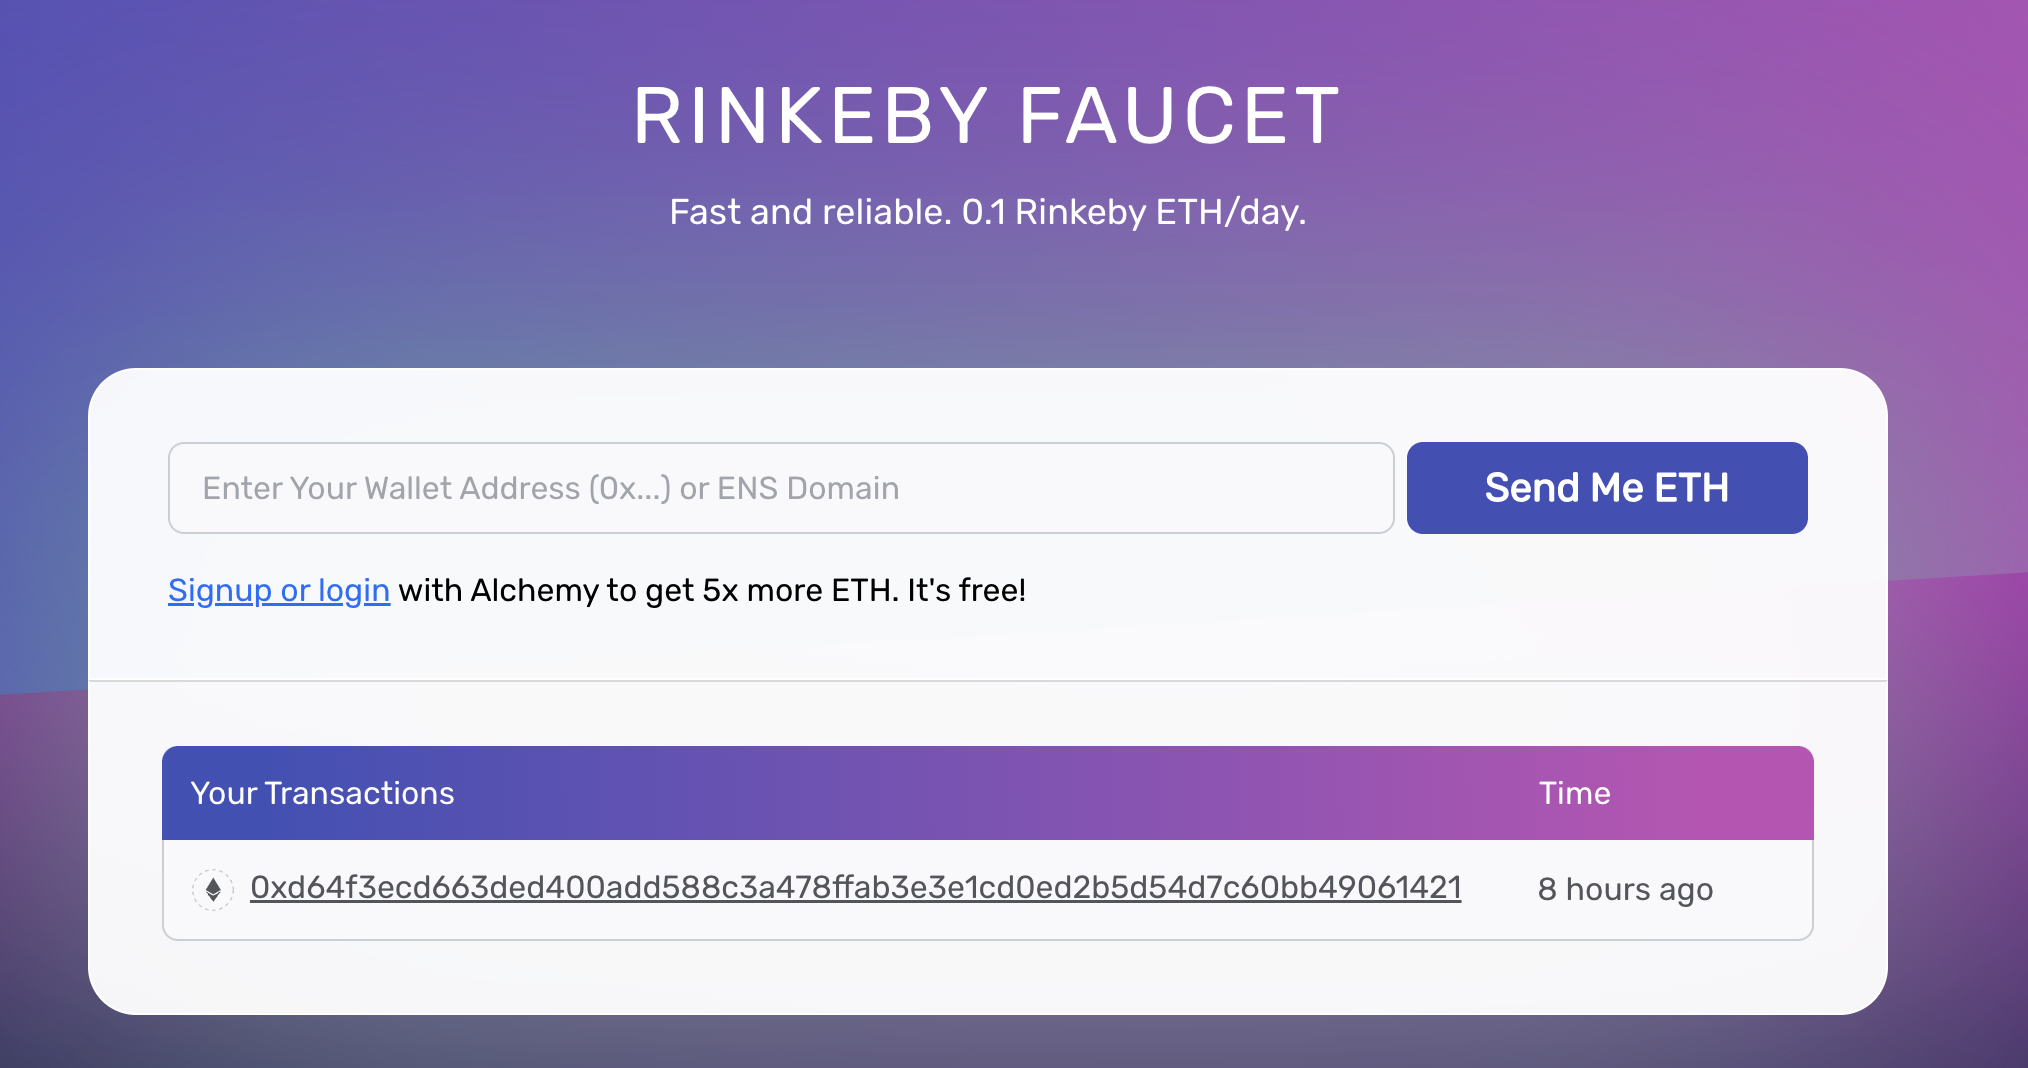 RINKEBY FAUCET
Fast and reliable. 0.1 Rinkeby ETH/day.
Enter Your Wallet Address (0x...) or ENS Domain
Send Me ETH
Signup or login with Alchemy to get 5x more ETH. It's free!
Your Transactions
Time
0xd64f3ecd663ded400add588c3a478ffab3e3e1cd0ed2b5d54d7c60bb49061421
8 hours ago